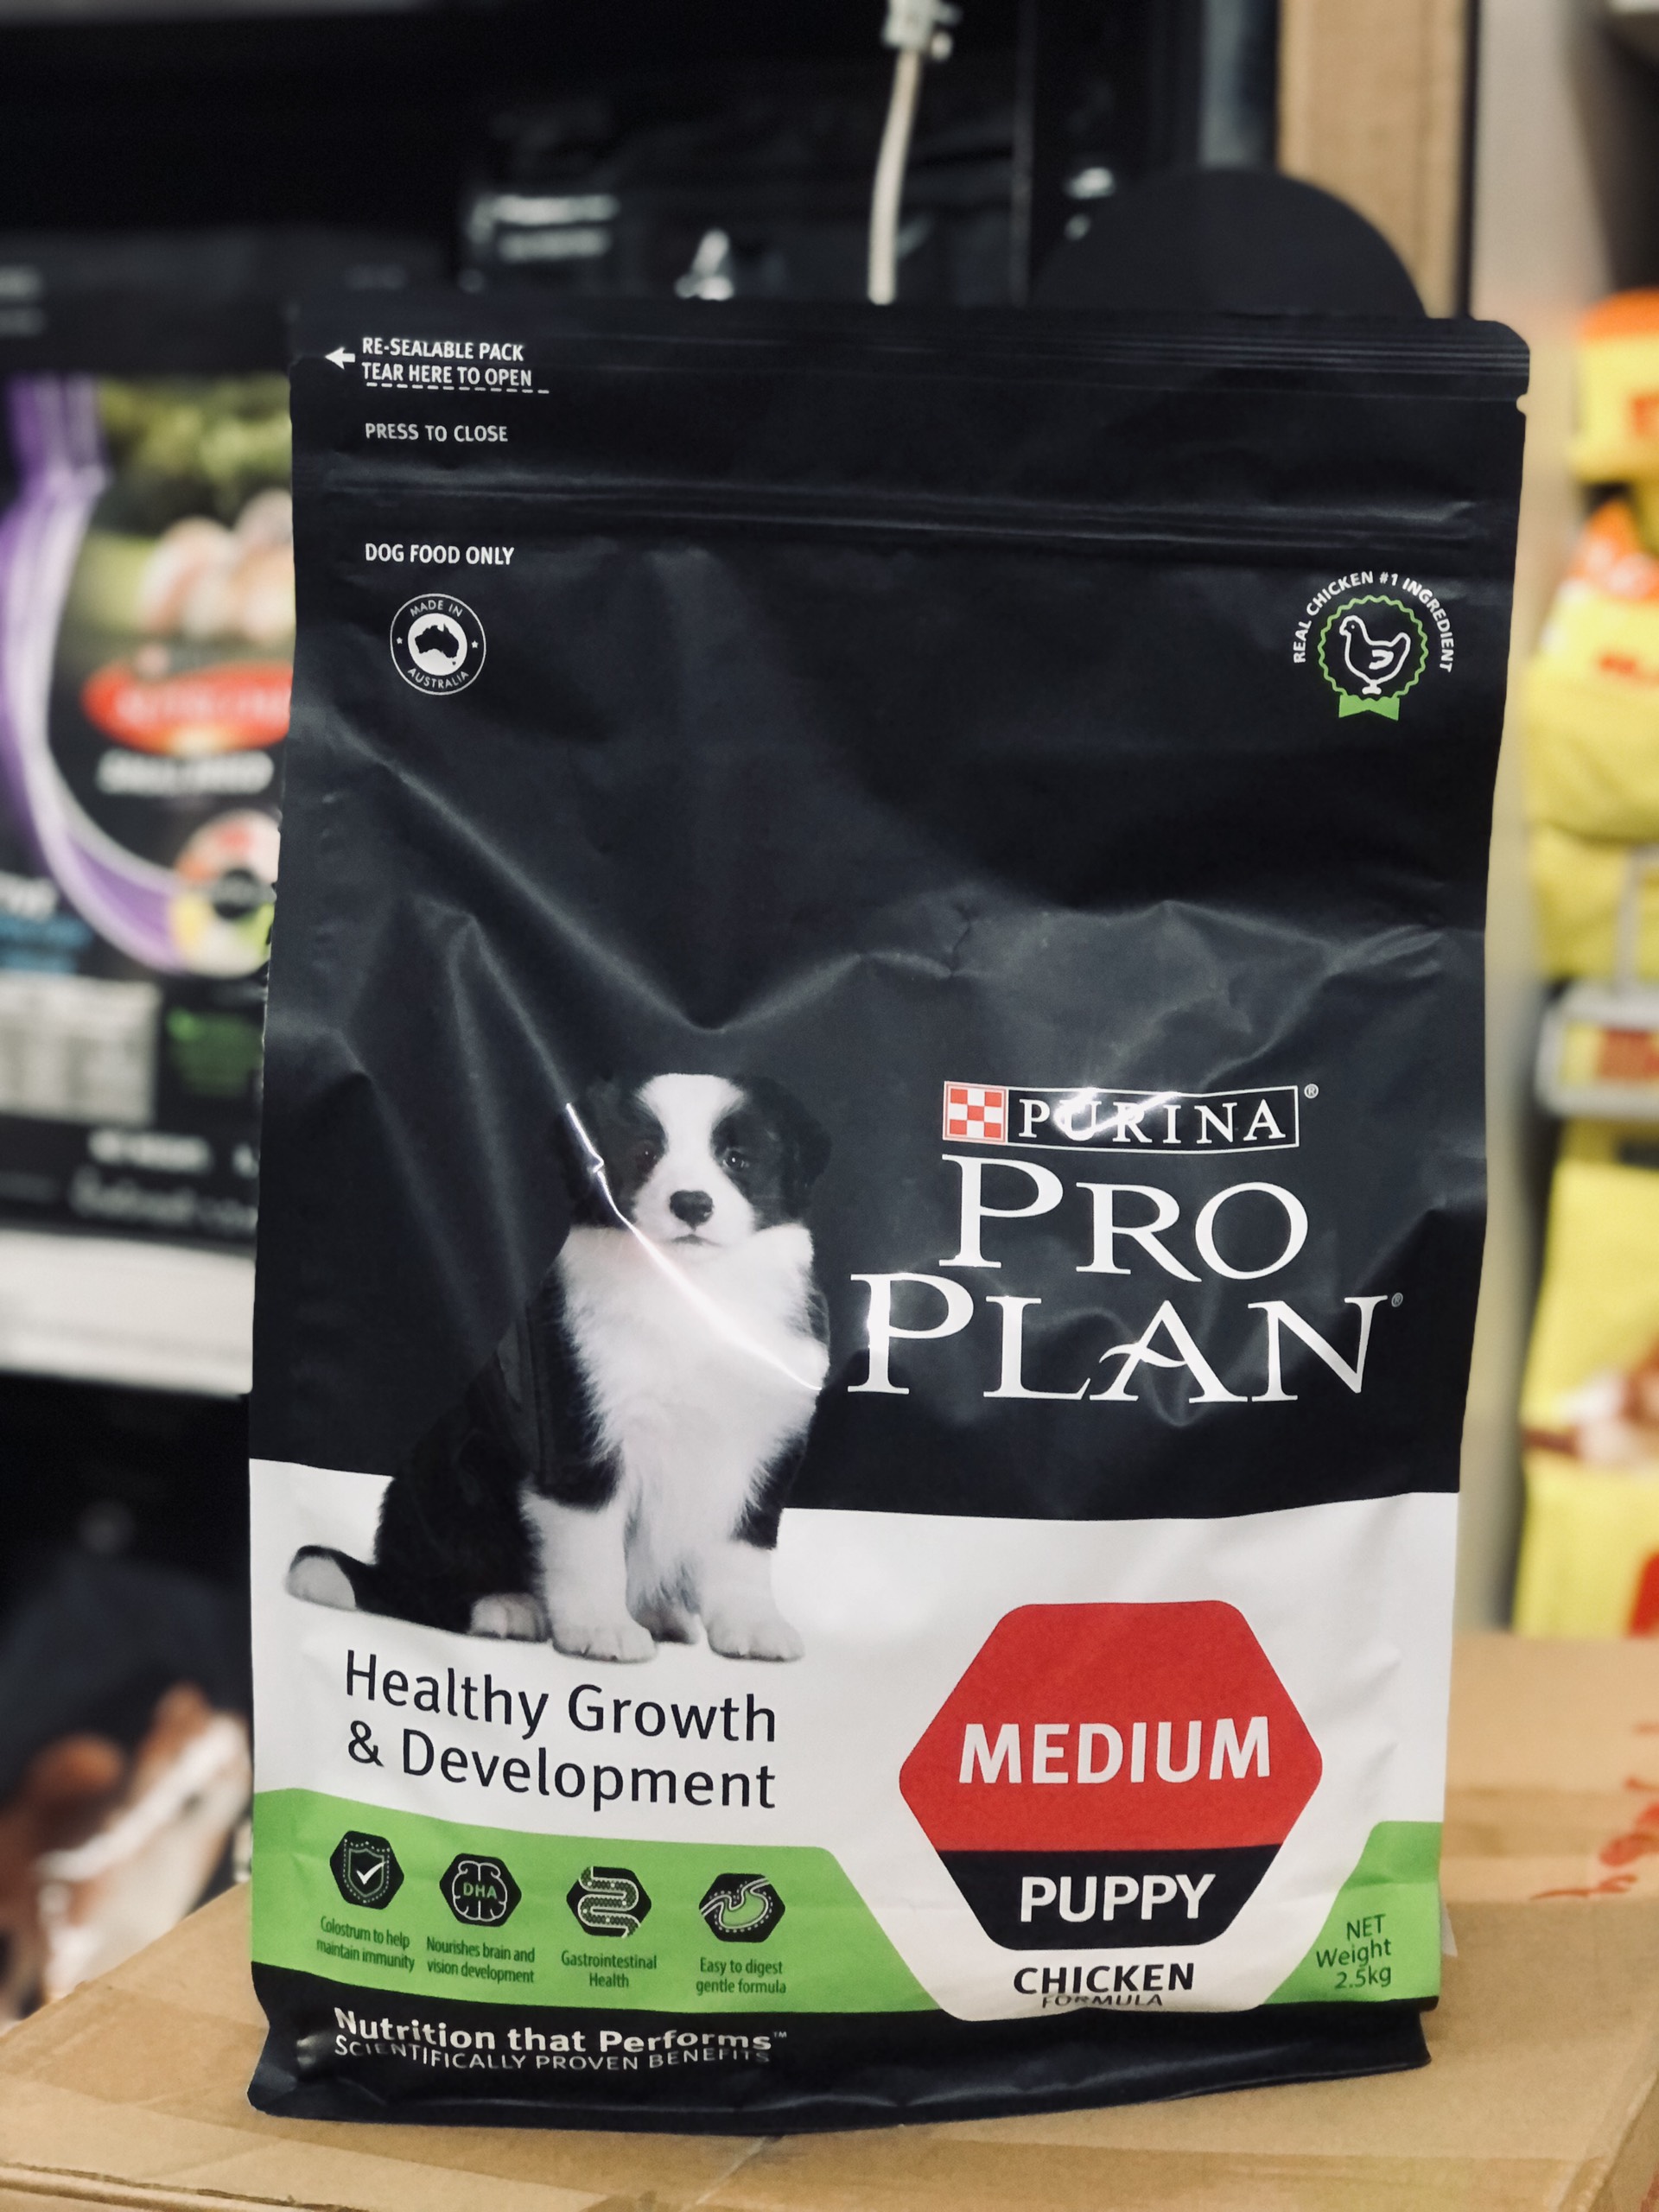 RE-SEALABLE PACK
TEAR HERE TO OPEN
PRESS TO CLOSE
DOG FOOD ONLY
MADE IN
AUSTRALIA
REAL CHICKEN #1 INGREDIENT
PURINA®
PRO
PLAN®
Healthy Growth
& Development
MEDIUM
PUPPY
CHICKEN
FORMULA
Colostrum to help
maintain immunity
DHA
Nourishes brain and
vision development
Gastrointestinal
Health
Easy to digest
gentle formula
NET
Weight
2.5kg
Nutrition that Performs™
SCIENTIFICALLY PROVEN BENEFITS